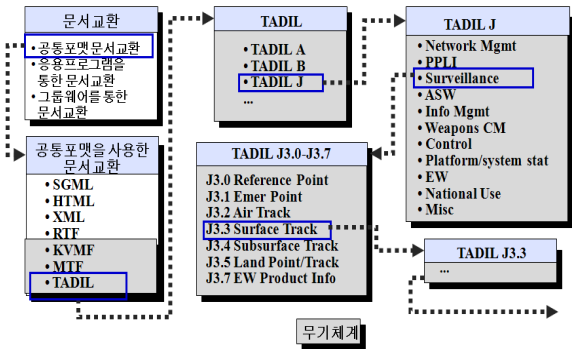 문서교환
• 공통포맷 문서교환
• 응용프로그램을
통한 문서교환
• 그룹웨어를 통한
문서교환
공통포맷을 사용한
문서교환
• SGML
• HTML
• XML
• RTF
• KVMF
• MTF
• TADIL
TADIL
• TADIL A
• TADIL B
• TADIL J
...
TADIL J
• Network Mgmt
• PPLI
• Surveillance
• ASW
• Info Mgmt
• Weapons CM
• Control
• Platform/system stat
• EW
• National Use
• Misc
TADIL J3.0-J3.7
J3.0 Reference Point
J3.1 Emer Point
J3.2 Air Track
J3.3 Surface Track
J3.4 Subsurface Track
J3.5 Land Point/Track
J3.7 EW Product Info
TADIL J3.3
...
무기체계